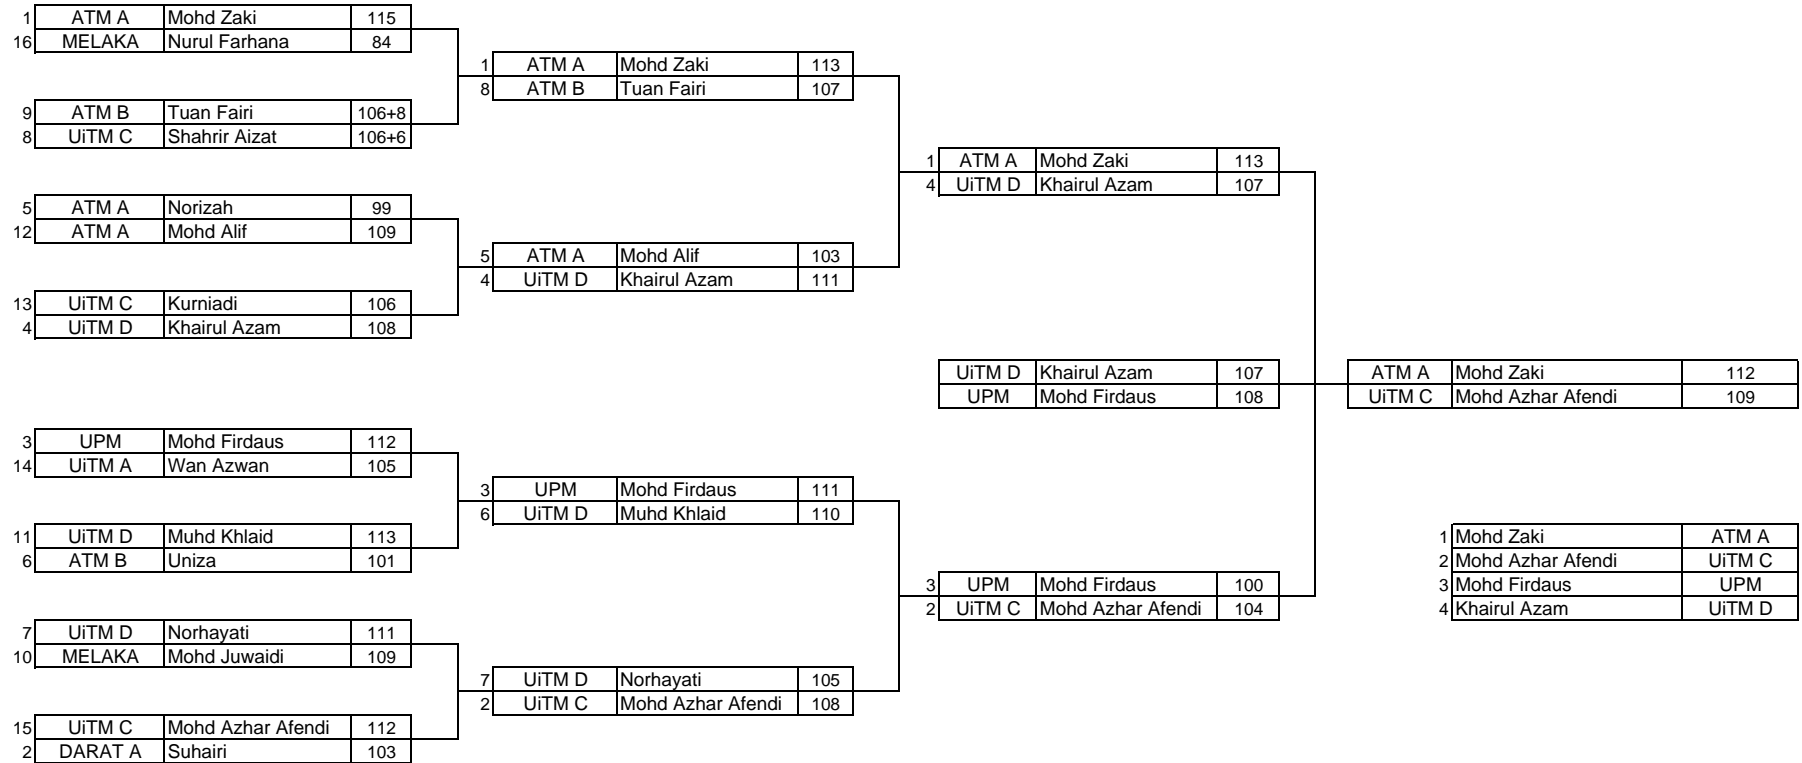 1 ATM A Mohd Zaki 115
16 MELAKA Nurul Farhana 84
9 ATM B Tuan Fairi 106+8
8 UiTM C Shahrir Aizat 106+6
5 ATM A Norizah 99
12 ATM A Mohd Alif 109
13 UiTM C Kurniadi 106
4 UiTM D Khairul Azam 108
3 UPM Mohd Firdaus 112
14 UiTM A Wan Azwan 105
11 UiTM D Muhd Khlaid 113
6 ATM B Uniza 101
7 UiTM D Norhayati 111
10 MELAKA Mohd Juwaidi 109
15 UiTM C Mohd Azhar Afendi 112
2 DARAT A Suhairi 103
1 ATM A Mohd Zaki 113
8 ATM B Tuan Fairi 107
5 ATM A Mohd Alif 103
4 UiTM D Khairul Azam 111
3 UPM Mohd Firdaus 111
6 UiTM D Muhd Khlaid 110
7 UiTM D Norhayati 105
2 UiTM C Mohd Azhar Afendi 108
1 ATM A Mohd Zaki 113
4 UiTM D Khairul Azam 107
UiTM D Khairul Azam 107
UPM Mohd Firdaus 108
3 UPM Mohd Firdaus 100
2 UiTM C Mohd Azhar Afendi 104
ATM A Mohd Zaki 112
UiTM C Mohd Azhar Afendi 109
1 Mohd Zaki ATM A
2 Mohd Azhar Afendi UiTM C
3 Mohd Firdaus UPM
4 Khairul Azam UiTM D